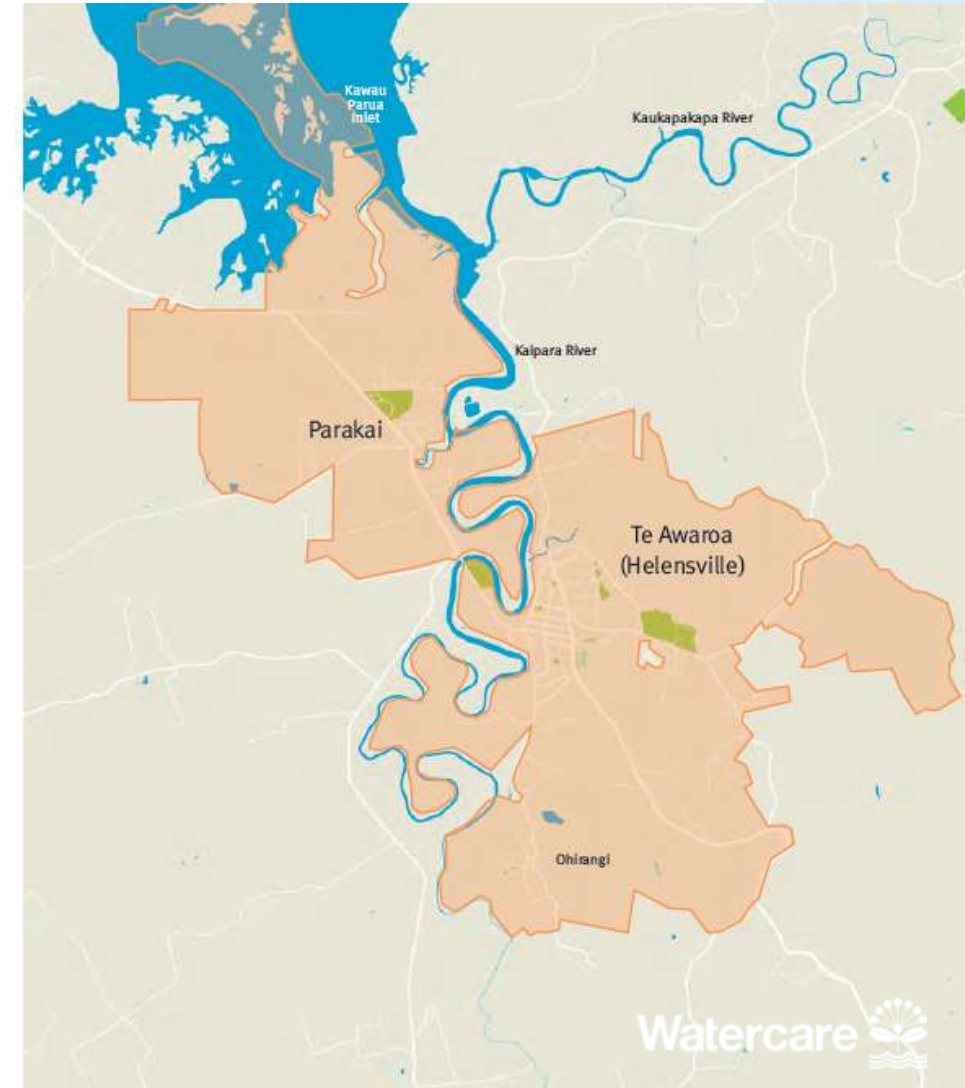 Kawau
Parua
Inlet
Kaukapakapa River
Kaipara River
Parakai
Te Awaroa
(Helensville)
Ohirangi
Watercare